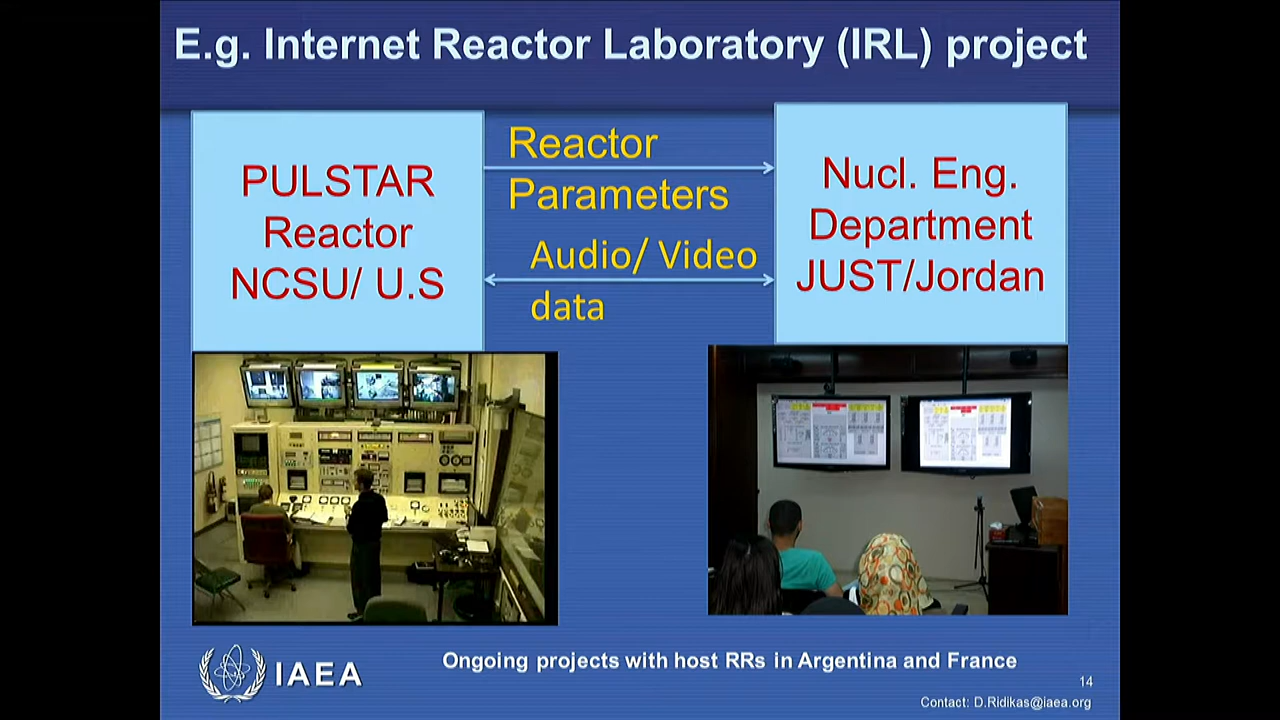 E.g. Internet Reactor Laboratory (IRL) project
PULSTAR
Reactor
NCSU/ U.S
Reactor
Parameters
Audio/ Video
data
Nucl. Eng.
Department
JUST/Jordan
IAEA
Ongoing projects with host RRs in Argentina and France
14
Contact: D.Ridikas@iaea.org